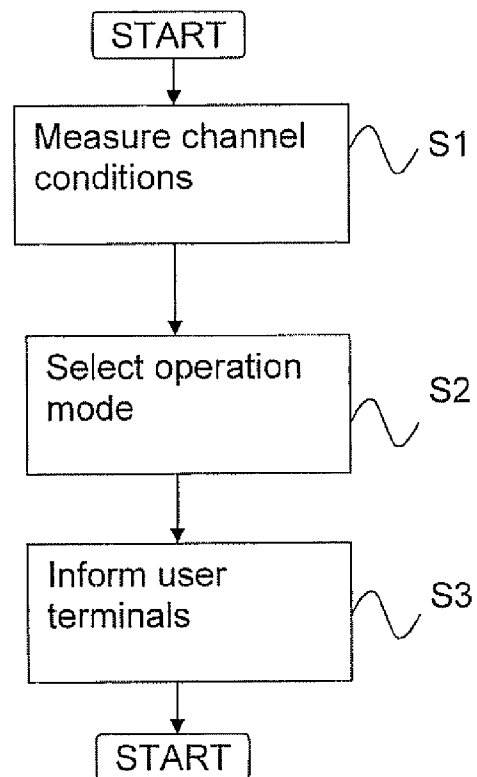 START
Measure channel
conditions
S1
Select operation
mode
S2
Inform user
terminals
S3
START